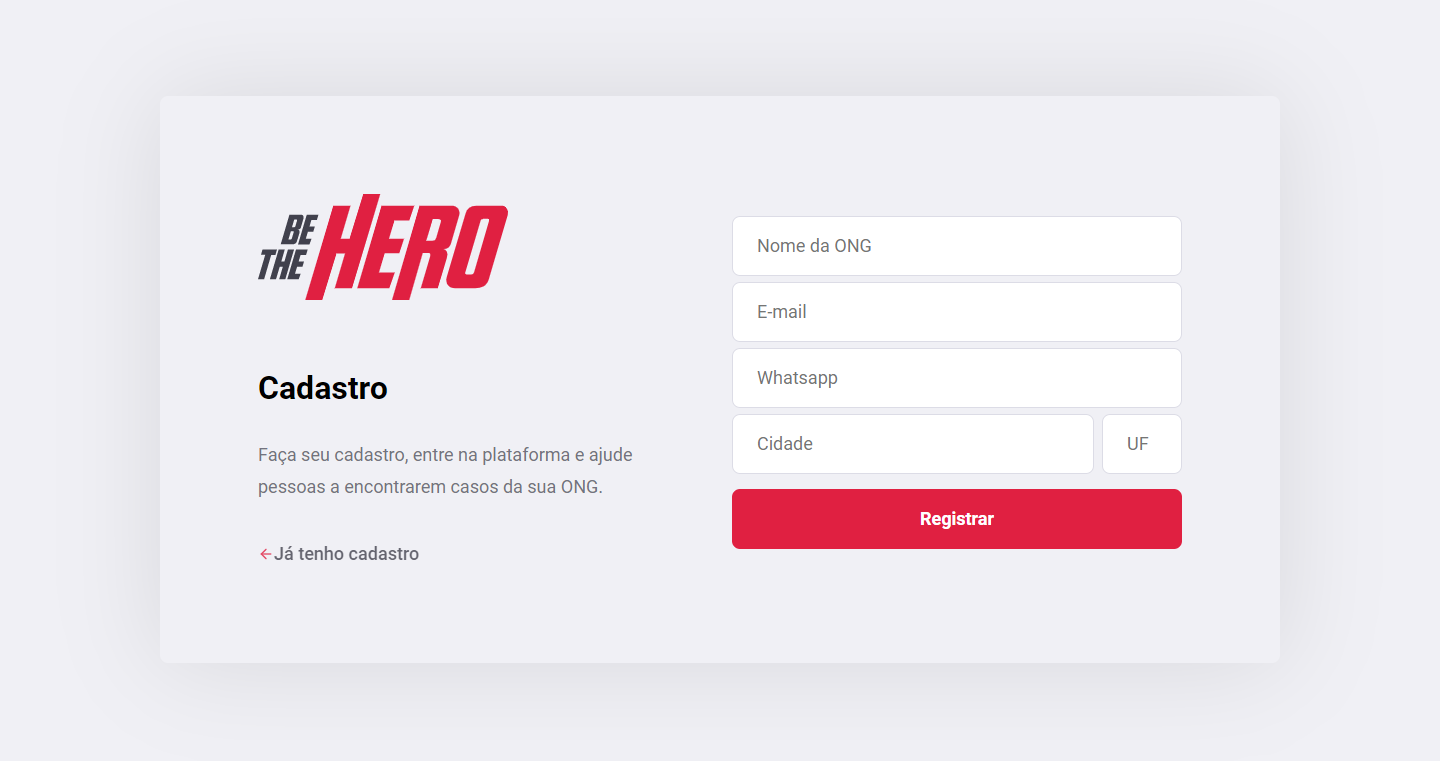 BE
THE
HERO
Cadastro
Faça seu cadastro, entre na plataforma e ajude
pessoas a encontrarem casos da sua ONG.
Já tenho cadastro
Nome da ONG
E-mail
Whatsapp
Cidade
UF
Registrar